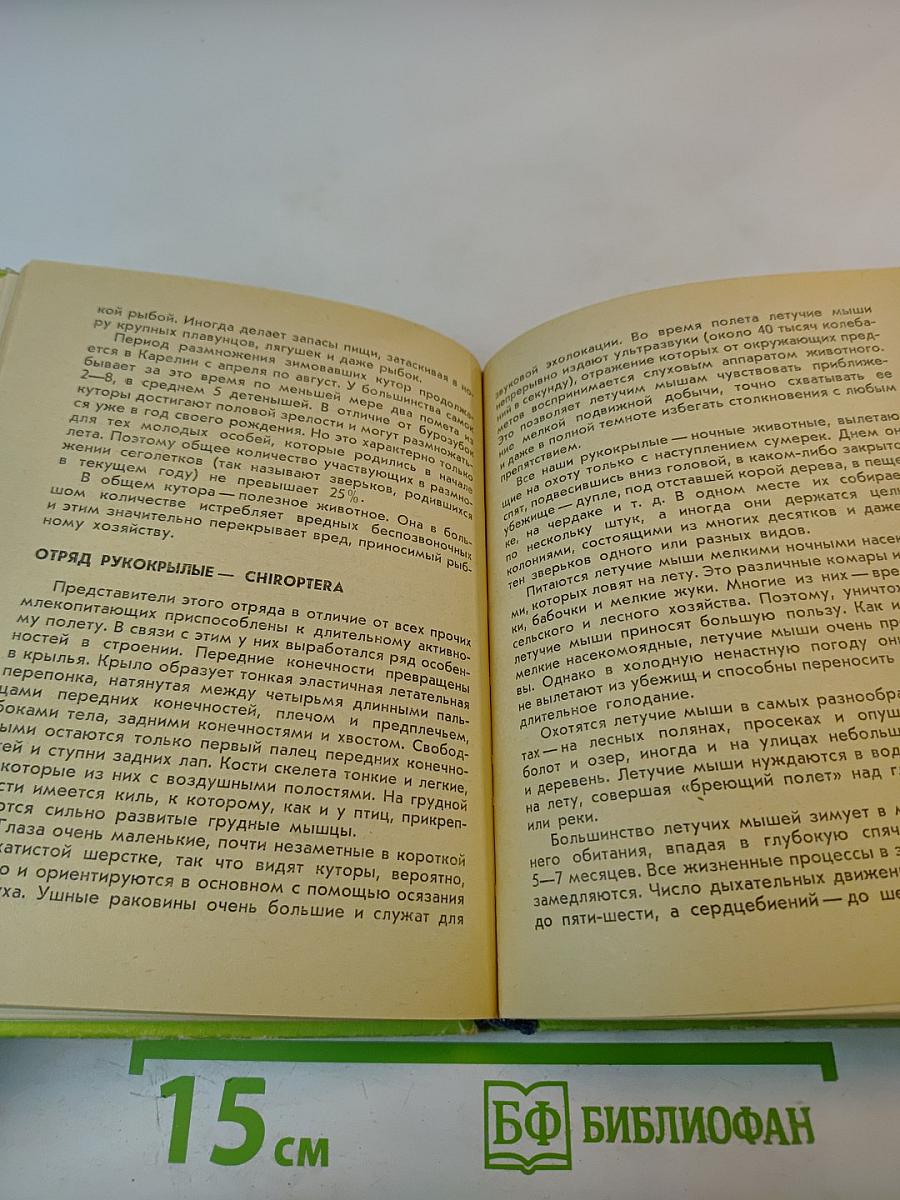 кой рыбой. Иногда делает запасы пищи, затаскивая в но-
ру крупных плавунцов, лягушек и даже рыбок.
Период размножения зимовавших кутор продолжа-
ется в Карелии с апреля по август. У большинства самок
бывает за это время по меньшей мере два помета из
2—8, в среднем 5 детенышей. В отличие от бурозубок
куторы достигают половой зрелости и могут размножать-
ся уже в год своего рождения. Но это характерно только
для тех молодых особей, которые родились в начале
лета. Поэтому общее количество участвующих в размно-
жении сеголетков (так называют зверьков, родившихся
в текущем году) не превышает 25%.
В общем кутора — полезное животное. Она в боль-
шом количестве истребляет вредных беспозвоночных
и этим значительно перекрывает вред, приносимый рыб-
ному хозяйству.
ОТРЯД РУКОКРЫЛЫЕ — CHIROPTERA
Представители этого отряда в отличие от всех прочих
млекопитающих приспособлены к длительному активно-
му полету. В связи с этим у них выработался ряд особен-
ностей в строении. Передние конечности превращены
в крылья. Крыло образует тонкая эластичная летательная
перепонка, натянутая между четырьмя длинными паль-
цами передних конечностей, плечом и предплечьем,
боками тела, задними конечностями и хвостом. Свобод-
ыми остаются только первый палец передних конечно-
тей и ступни задних лап. Кости скелета тонкие и легкие,
которые из них с воздушными полостями. На грудной
сти имеется киль, к которому, как и у птиц, прикреп-
ются сильно развитые грудные мышцы.
Глаза очень маленькие, почти незаметные в короткой
хатистой шерстке, так что видят куторы, вероятно,
о и ориентируются в основном с помощью осязания
уха. Ушные раковины очень большие и служат для
звуковой эхолокации. Во время полета летучие мыши
непрерывно издают ультразвуки (около 40 тысяч колеба-
ний в секунду), отражение которых от окружающих пред-
метов воспринимается слуховым аппаратом животного.
Это позволяет летучим мышам чувствовать приближе-
ние мелкой подвижной добычи, точно схватывать ее
и даже в полной темноте избегать столкновения с любым
препятствием.
Все наши рукокрылые — ночные животные, вылетаю
щие на охоту только с наступлением сумерек. Днем он
спят, подвесившись вниз головой, в каком-либо закрыто
убежище — дупле, под отставшей корой дерева, в пеще
ре, на чердаке и т. д. В одном месте их собирае
по нескольку штук, а иногда они держатся целы
колониями, состоящими из многих десятков и даже
тен зверьков одного или разных видов.
Питаются летучие мыши мелкими ночными насек
ми, которых ловят на лету. Это различные комары и
ки, бабочки и мелкие жуки. Многие из них — вре
сельского и лесного хозяйства. Поэтому, уничтож
летучие мыши приносят большую пользу. Как и
мелкие насекомоядные, летучие мыши очень про
вы. Однако в холодную ненастную погоду они
не вылетают из убежищ и способны переносить
длительное голодание.
Охотятся летучие мыши в самых разнообра
тах — на лесных полянах, просеках и опуш
болот и озер, иногда и на улицах небольш
и деревень. Летучие мыши нуждаются в вод
на лету, совершая «бреющий полет» над гл
или реки.
Большинство летучих мышей зимует в м
него обитания, впадая в глубокую спяч
5—7 месяцев. Все жизненные процессы в э
замедляются. Число дыхательных движен
до пяти-шести, а сердцебиений — до ше
15 см
БФ БИБЛИОФАН